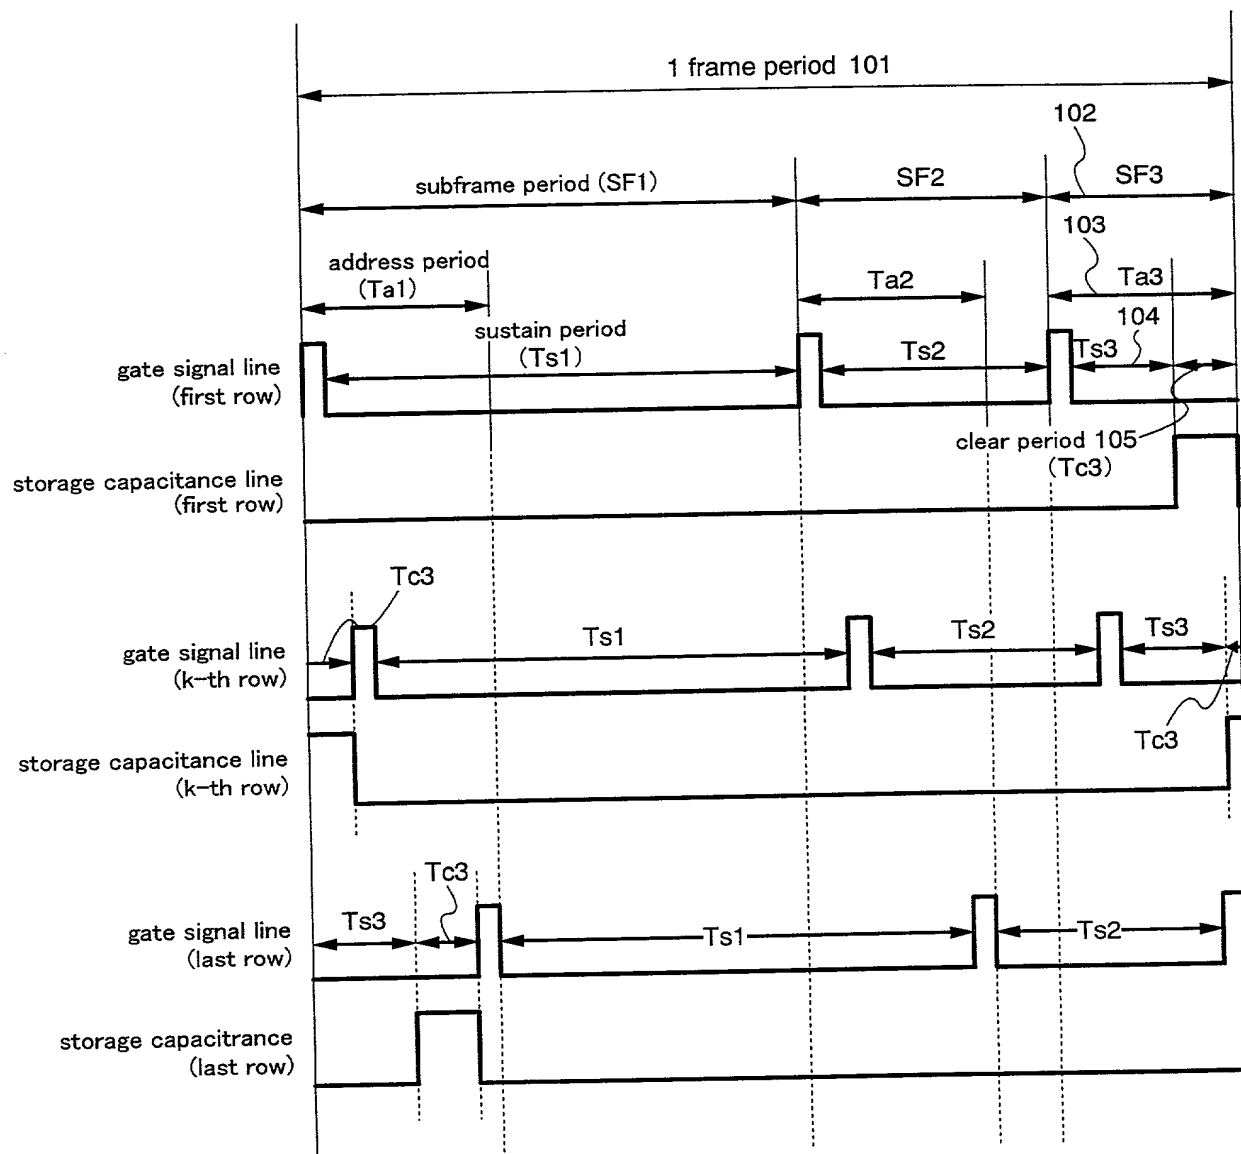 1 frame period 101
102
subframe period (SF1)
SF2
SF3
103
address period
(Ta1)
Ta2
Ta3
sustain period
(Ts1)
Ts2
Ts3
104
gate signal line
(first row)
clear period 105
(Tc3)
storage capacitance line
(first row)
Tc3
gate signal line
(k-th row)
Ts1
Ts2
Ts3
Tc3
storage capacitance line
(k-th row)
Tc3
Ts3
gate signal line
(last row)
Ts1
Ts2
storage capacitrance
(last row)